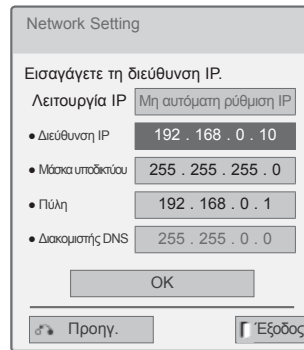 Network Setting
Εισαγάγετε τη διεύθυνση IP.
Λειτουργία IP Μη αυτόματη ρύθμιση IP
● Διεύθυνση IP 192 . 168 . 0 . 10
● Μάσκα υποδικτύου 255 . 255 . 255 . 0
● Πύλη 192 . 168 . 0 . 1
● Διακομιστής DNS 255 . 255 . 0 . 0
OK
Προηγ. Έξοδος